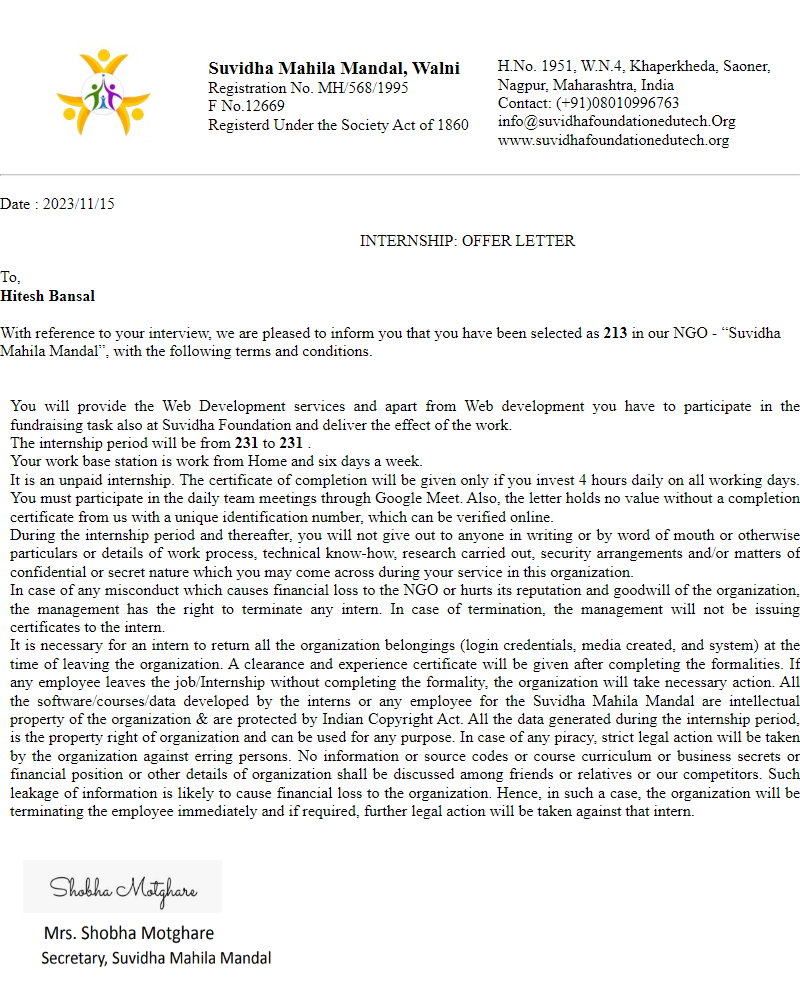 Suvidha Mahila Mandal, Walni
Registration No. MH/568/1995
F No.12669
Registerd Under the Society Act of 1860
H.No. 1951, W.N.4, Khaperkheda, Saoner,
Nagpur, Maharashtra, India
Contact: (+91)08010996763
info@suvidhafoundationedutech.Org
www.suvidhafoundationedutech.org
Date : 2023/11/15
INTERNSHIP: OFFER LETTER
To,
Hitesh Bansal
With reference to your interview, we are pleased to inform you that you have been selected as 213 in our NGO - “Suvidha
Mahila Mandal”, with the following terms and conditions.
You will provide the Web Development services and apart from Web development you have to participate in the
fundraising task also at Suvidha Foundation and deliver the effect of the work.
The internship period will be from 231 to 231 .
Your work base station is work from Home and six days a week.
It is an unpaid internship. The certificate of completion will be given only if you invest 4 hours daily on all working days.
You must participate in the daily team meetings through Google Meet. Also, the letter holds no value without a completion
certificate from us with a unique identification number, which can be verified online.
During the internship period and thereafter, you will not give out to anyone in writing or by word of mouth or otherwise
particulars or details of work process, technical know-how, research carried out, security arrangements and/or matters of
confidential or secret nature which you may come across during your service in this organization.
In case of any misconduct which causes financial loss to the NGO or hurts its reputation and goodwill of the organization,
the management has the right to terminate any intern. In case of termination, the management will not be issuing
certificates to the intern.
It is necessary for an intern to return all the organization belongings (login credentials, media created, and system) at the
time of leaving the organization. A clearance and experience certificate will be given after completing the formalities. If
any employee leaves the job/Internship without completing the formality, the organization will take necessary action. All
the software/courses/data developed by the interns or any employee for the Suvidha Mahila Mandal are intellectual
property of the organization & are protected by Indian Copyright Act. All the data generated during the internship period,
is the property right of organization and can be used for any purpose. In case of any piracy, strict legal action will be taken
by the organization against erring persons. No information or source codes or course curriculum or business secrets or
financial position or other details of organization shall be discussed among friends or relatives or our competitors. Such
leakage of information is likely to cause financial loss to the organization. Hence, in such a case, the organization will be
terminating the employee immediately and if required, further legal action will be taken against that intern.
Shobha Motghare
Mrs. Shobha Motghare
Secretary, Suvidha Mahila Mandal